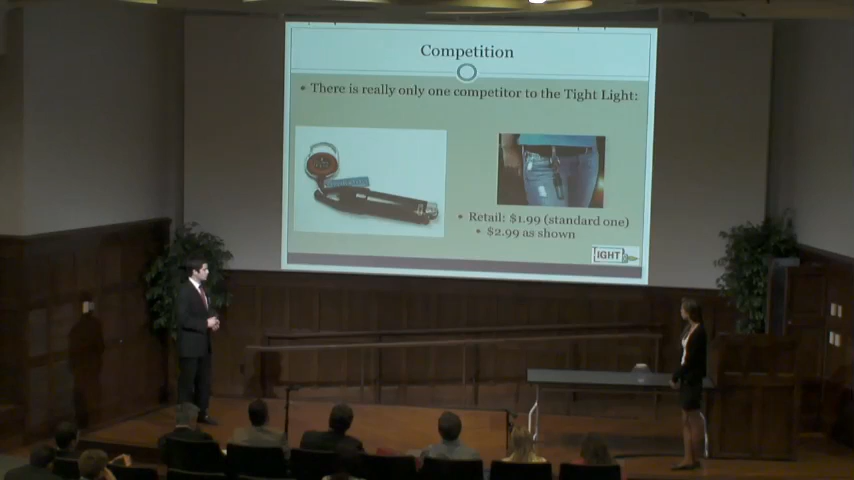 Competition
• There is really only one competitor to the Tight Light:
• Retail: $1.99 (standard one)
• $2.99 as shown
TIGHT